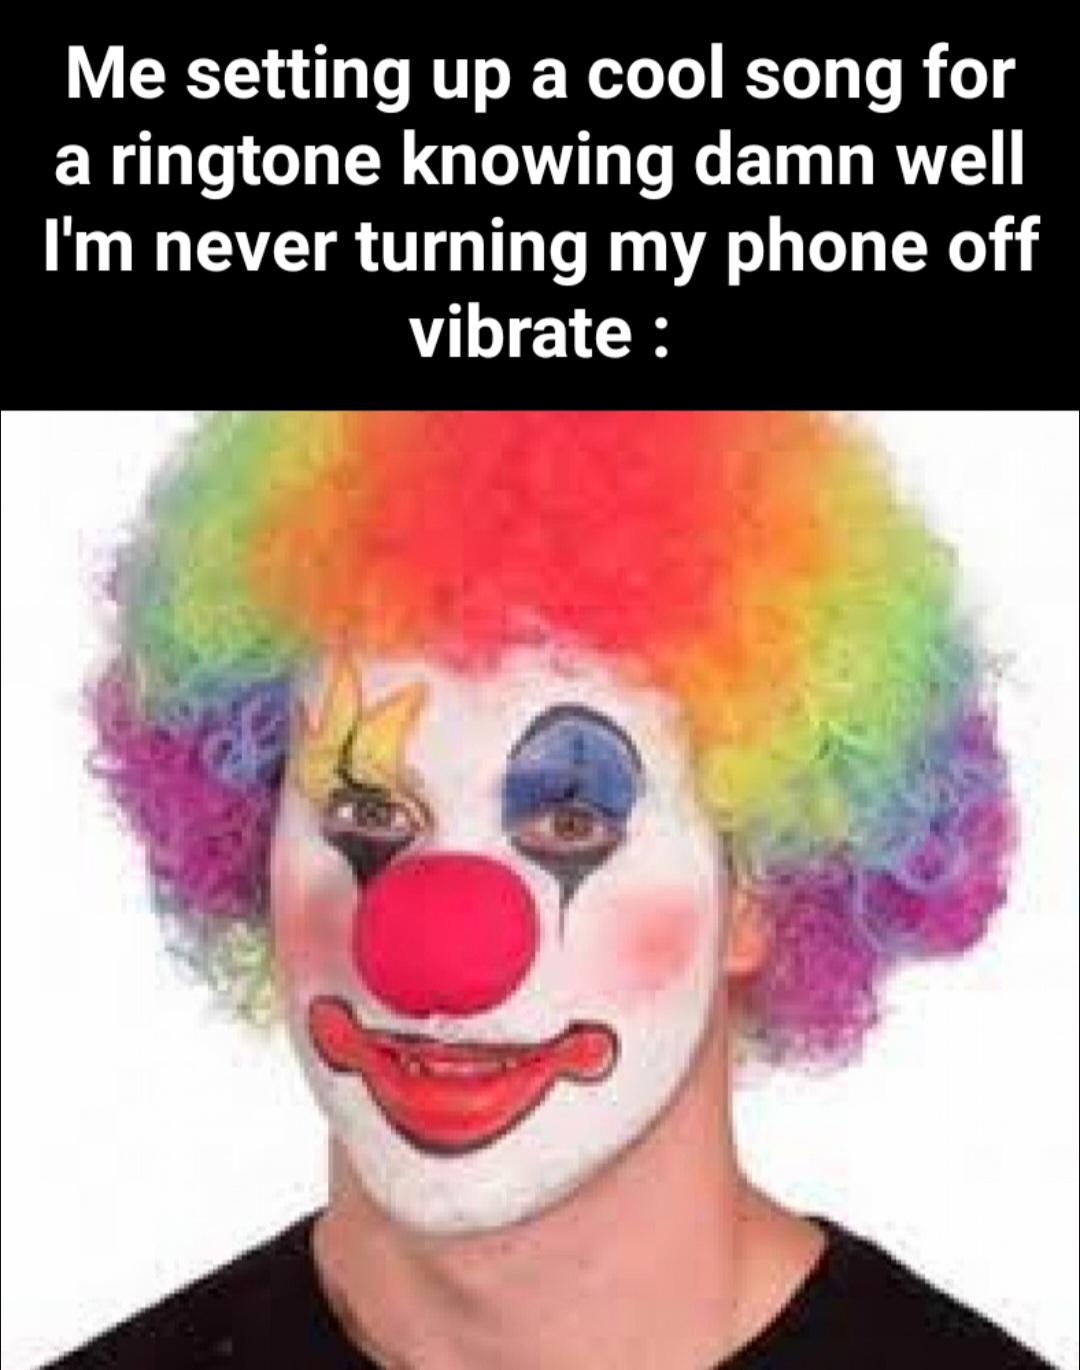 Me setting up a cool song for
a ringtone knowing damn well
I'm never turning my phone off
vibrate :